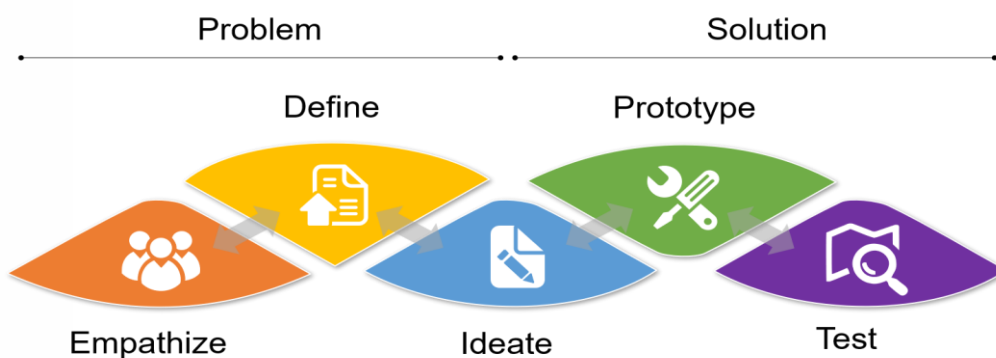 Problem
Solution
Define
Prototype
Empathize
Ideate
Test